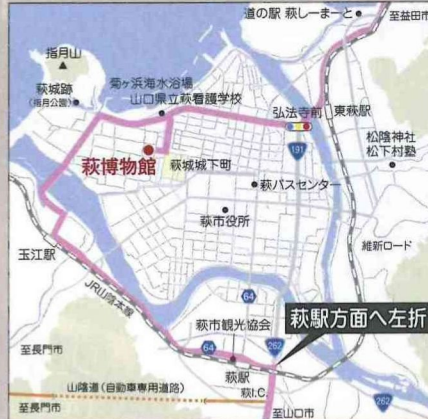 道の駅 萩しーまーと
至益田市
指月山
萩城跡
(指月公園)
菊ヶ浜海水浴場
山口県立萩看護学校
弘法寺前
東萩駅
松陰神社
松下村塾
萩博物館
萩城城下町
191
萩バスセンター
萩市役所
維新ロード
玉江駅
JR山陰本線
64
萩市観光協会
萩駅方面へ左折
64
262
至長門市
萩駅
萩I.C.
山陰道(自動車専用道路)
至長門市
至山口市
262